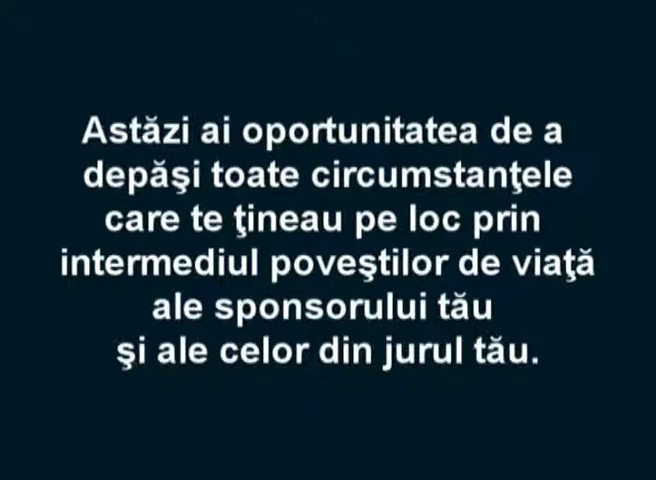 Astăzi ai oportunitatea de a
depăşi toate circumstanţele
care te ţineau pe loc prin
intermediul poveştilor de viaţă
ale sponsorului tău
şi ale celor din jurul tău.